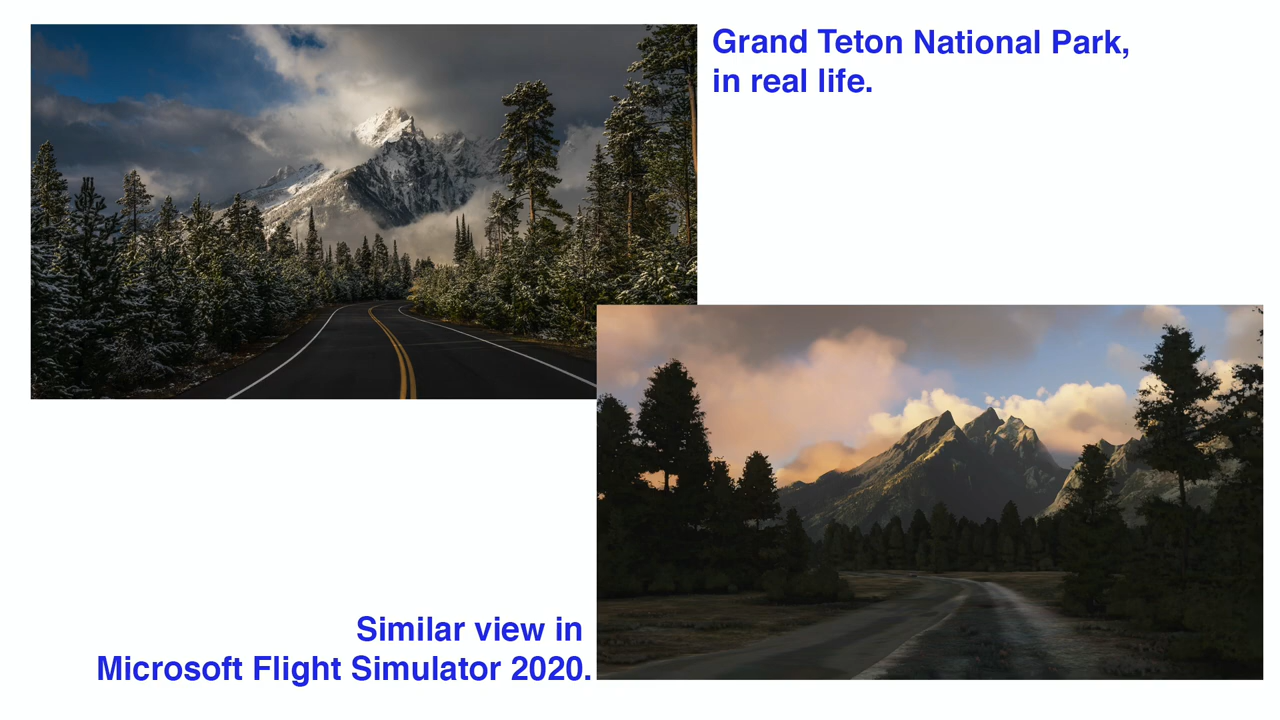 Grand Teton National Park,
in real life.
Similar view in
Microsoft Flight Simulator 2020.